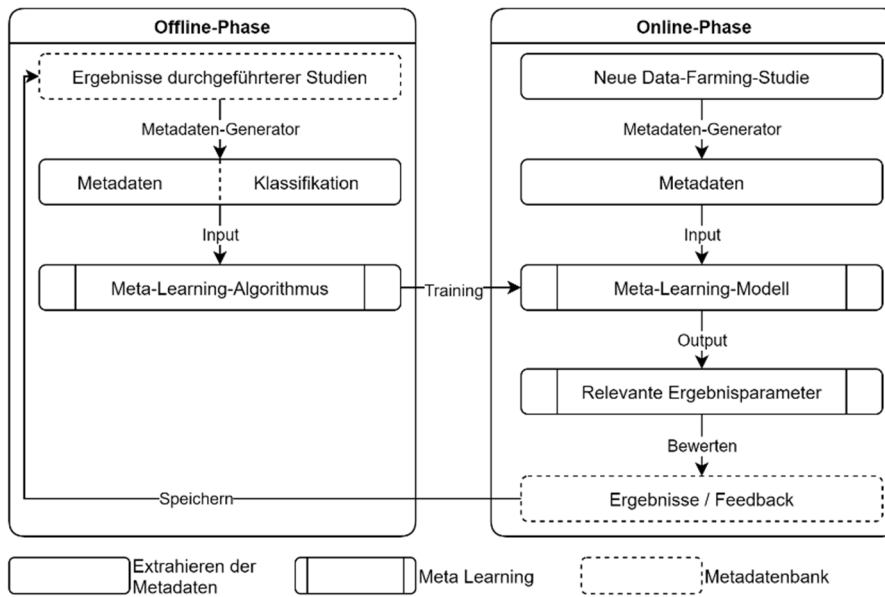 Offline-Phase
Ergebnisse durchgeführterer Studien
Metadaten-Generator
Metadaten
Klassifikation
Input
Meta-Learning-Algorithmus
Training
Online-Phase
Neue Data-Farming-Studie
Metadaten-Generator
Metadaten
Input
Meta-Learning-Modell
Output
Relevante Ergebnisparameter
Bewerten
Ergebnisse / Feedback
Speichern
Extrahieren der
Metadaten
Meta Learning
Metadatenbank